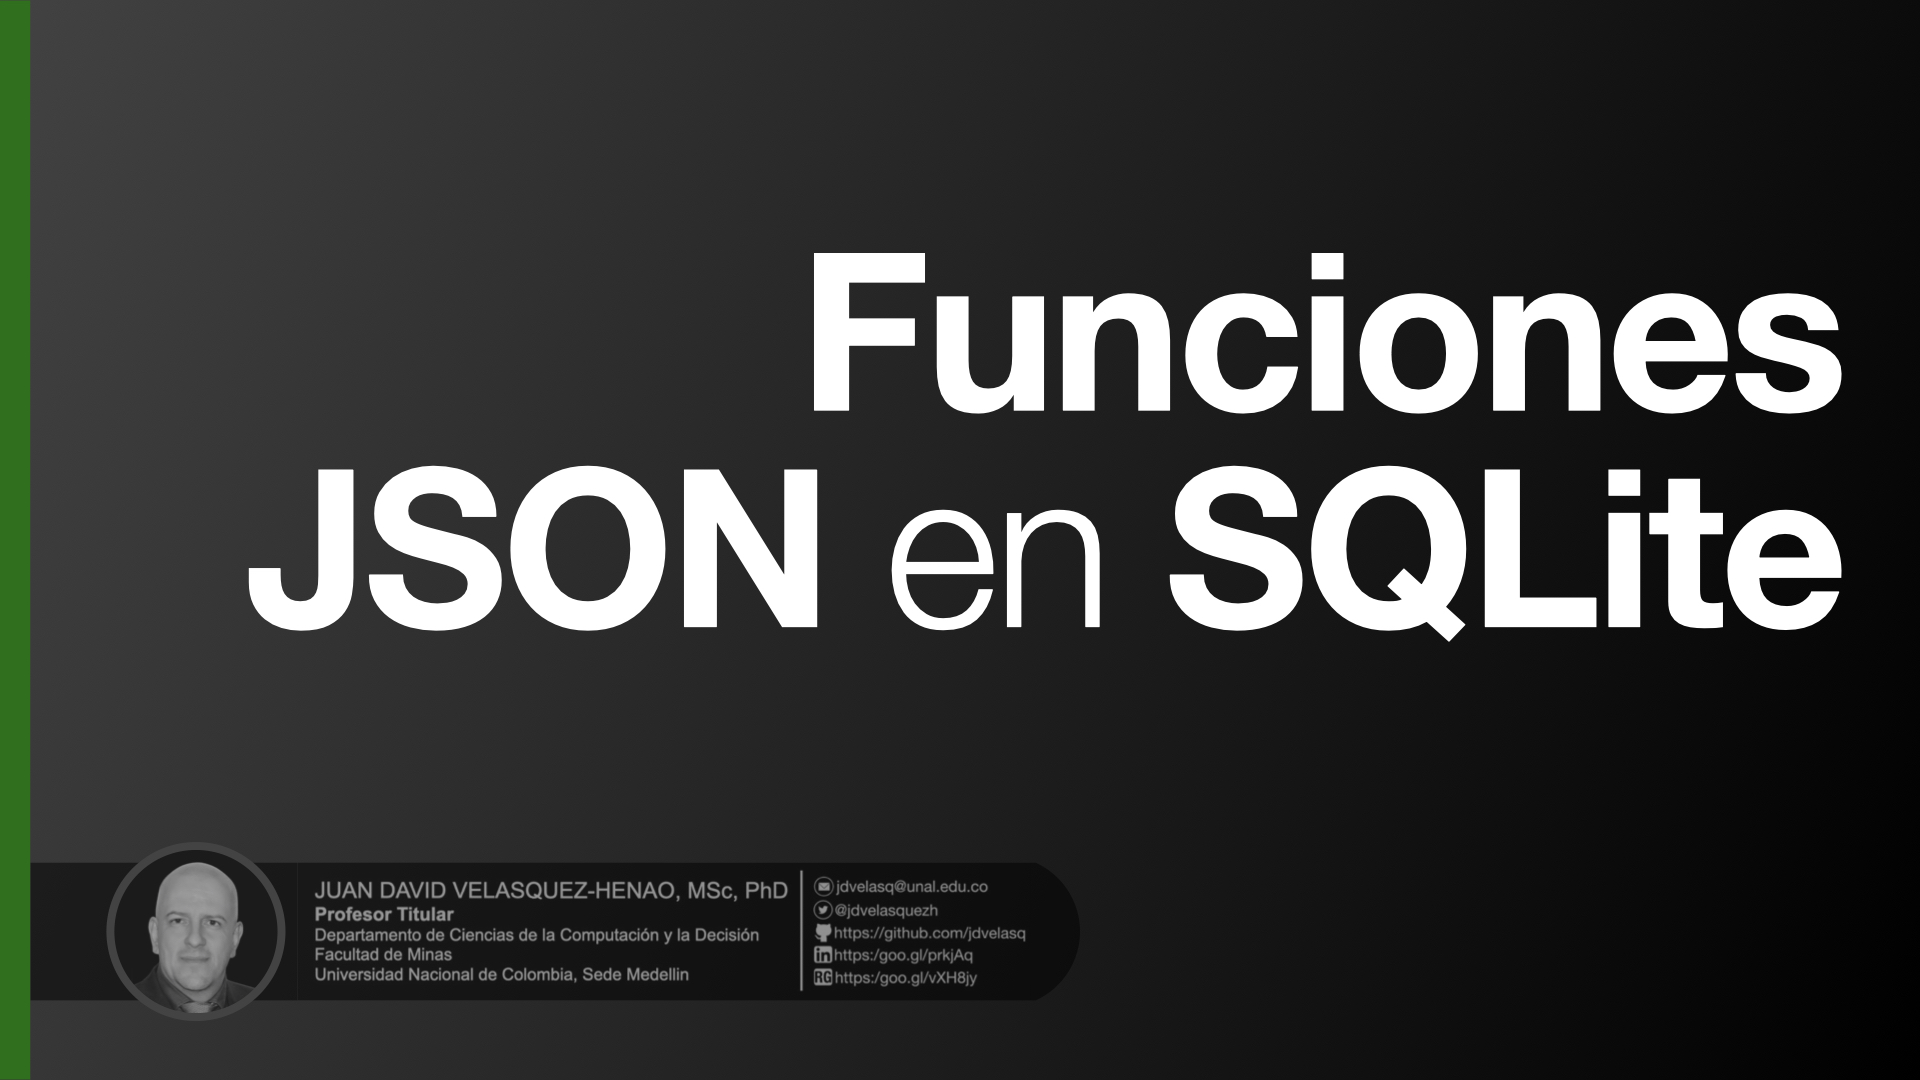 Funciones
JSON en SQLite
JUAN DAVID VELASQUEZ-HENAO, MSc, PhD
Profesor Titular
Departamento de Ciencias de la Computación y la Decisión
Facultad de Minas
Universidad Nacional de Colombia, Sede Medellin
jdvelasq@unal.edu.co
@jdvelasquezh
https://github.com/jdvelasq
in https:/goo.gl/prkjAq
RG https:/goo.gl/vXH8jy